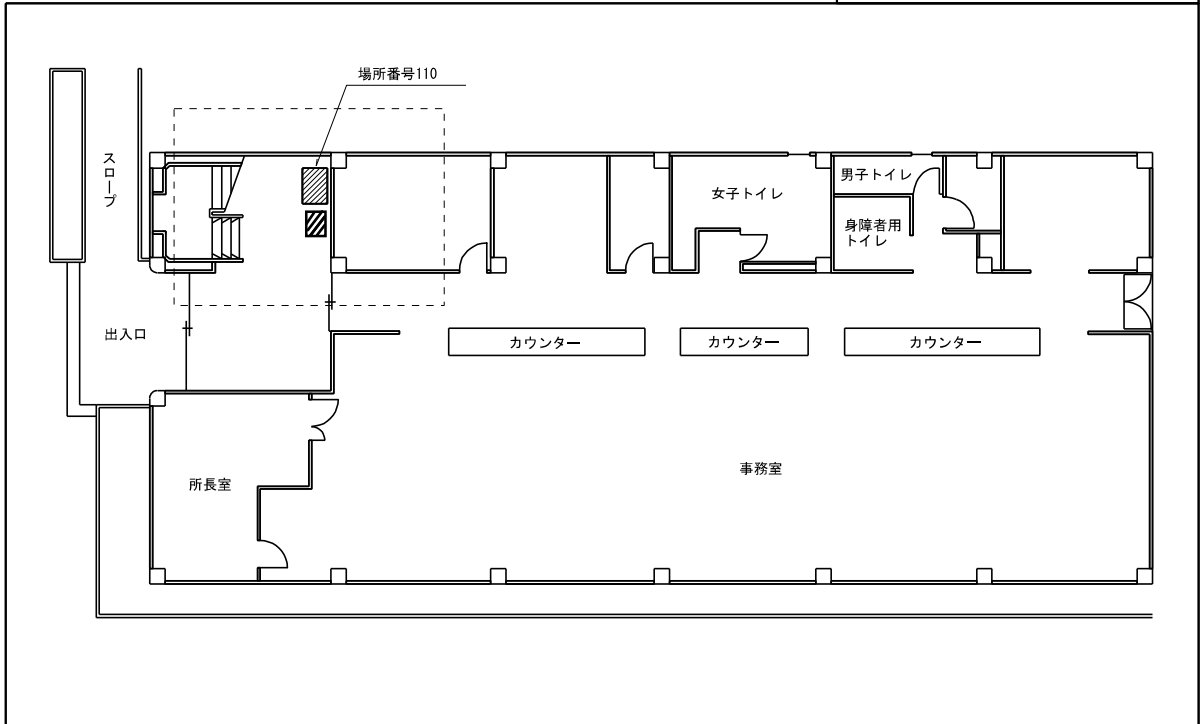 場所番号110
スロープ
男子トイレ
女子トイレ
身障者用
トイレ
出入口
カウンター
カウンター
カウンター
事務室
所長室